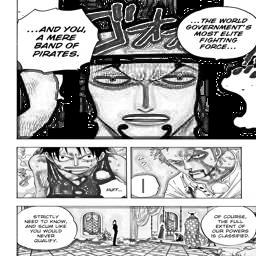 ...AND YOU,
A MERE
BAND OF
PIRATES.
...THE WORLD
GOVERNMENT'S
MOST ELITE
FIGHTING
FORCE...
HUFF...
STRICTLY
NEED TO KNOW,
AND SCUM LIKE
YOU WOULD
NEVER
QUALIFY.
OF COURSE,
THE FULL
EXTENT OF
OUR POWERS
IS CLASSIFIED.